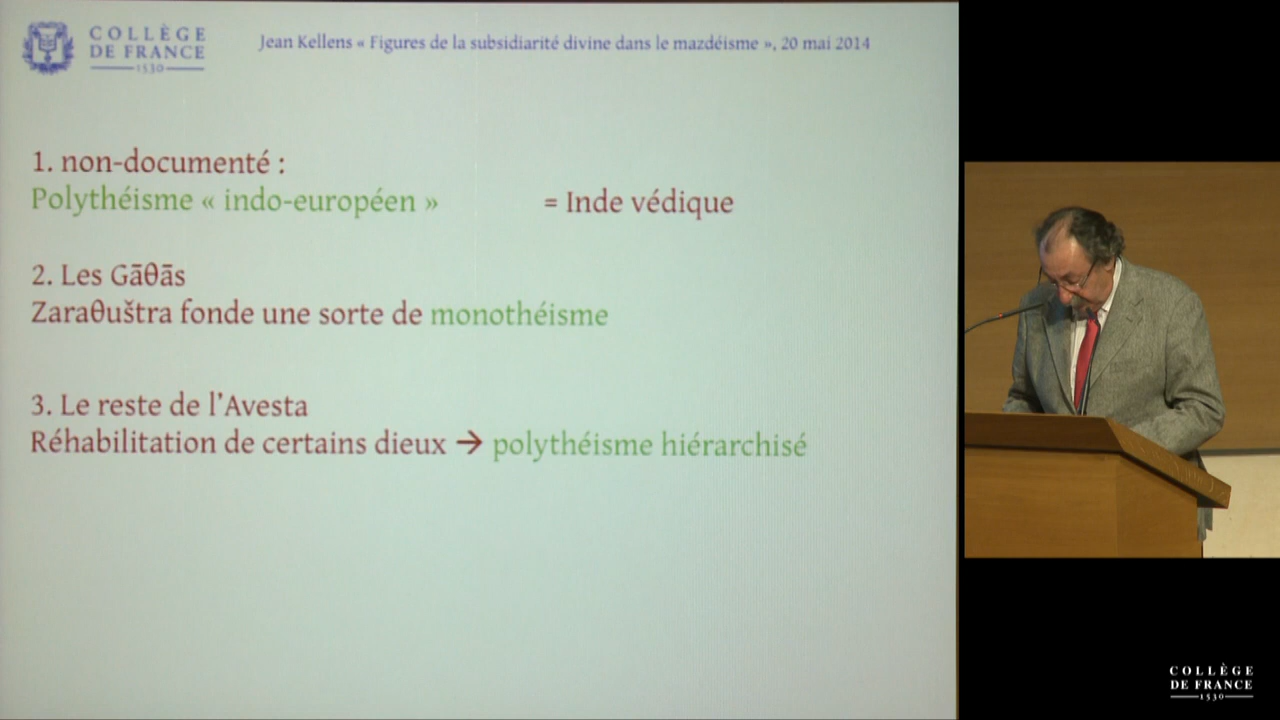 COLLÈGE
DE FRANCE
1530
Jean Kellens « Figures de la subsidiarité divine dans le mazdéisme », 20 mai 2014
1. non-documenté :
Polythéisme « indo-européen » = Inde védique
2. Les Gāθās
Zaraθuštra fonde une sorte de monothéisme
3. Le reste de l'Avesta
Réhabilitation de certains dieux → polythéisme hiérarchisé
COLLÈGE
DE FRANCE
1530